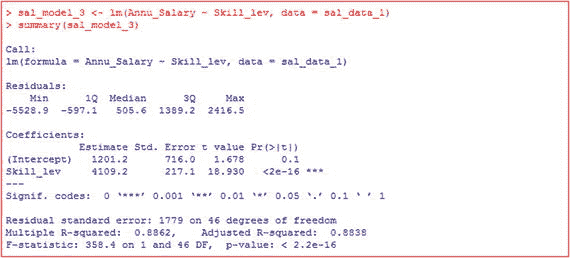 > sal_model_3 <- lm(Annu_Salary ~ Skill_lev, data = sal_data_1)
> summary(sal_model_3)
Call:
lm(formula = Annu_Salary ~ Skill_lev, data = sal_data_1)
Residuals:
Min 1Q Median 3Q Max
-5528.9 -597.1 505.6 1389.2 2416.5
Coefficients:
Estimate Std. Error t value Pr(>|t|)
(Intercept) 1201.2 716.0 1.678 0.1
Skill_lev 4109.2 217.1 18.930 <2e-16 ***
---
Signif. codes: 0 ‘***’ 0.001 ‘**’ 0.01 ‘*’ 0.05 ‘.’ 0.1 ‘ ’ 1
Residual standard error: 1779 on 46 degrees of freedom
Multiple R-squared: 0.8862, Adjusted R-squared: 0.8838
F-statistic: 358.4 on 1 and 46 DF, p-value: < 2.2e-16